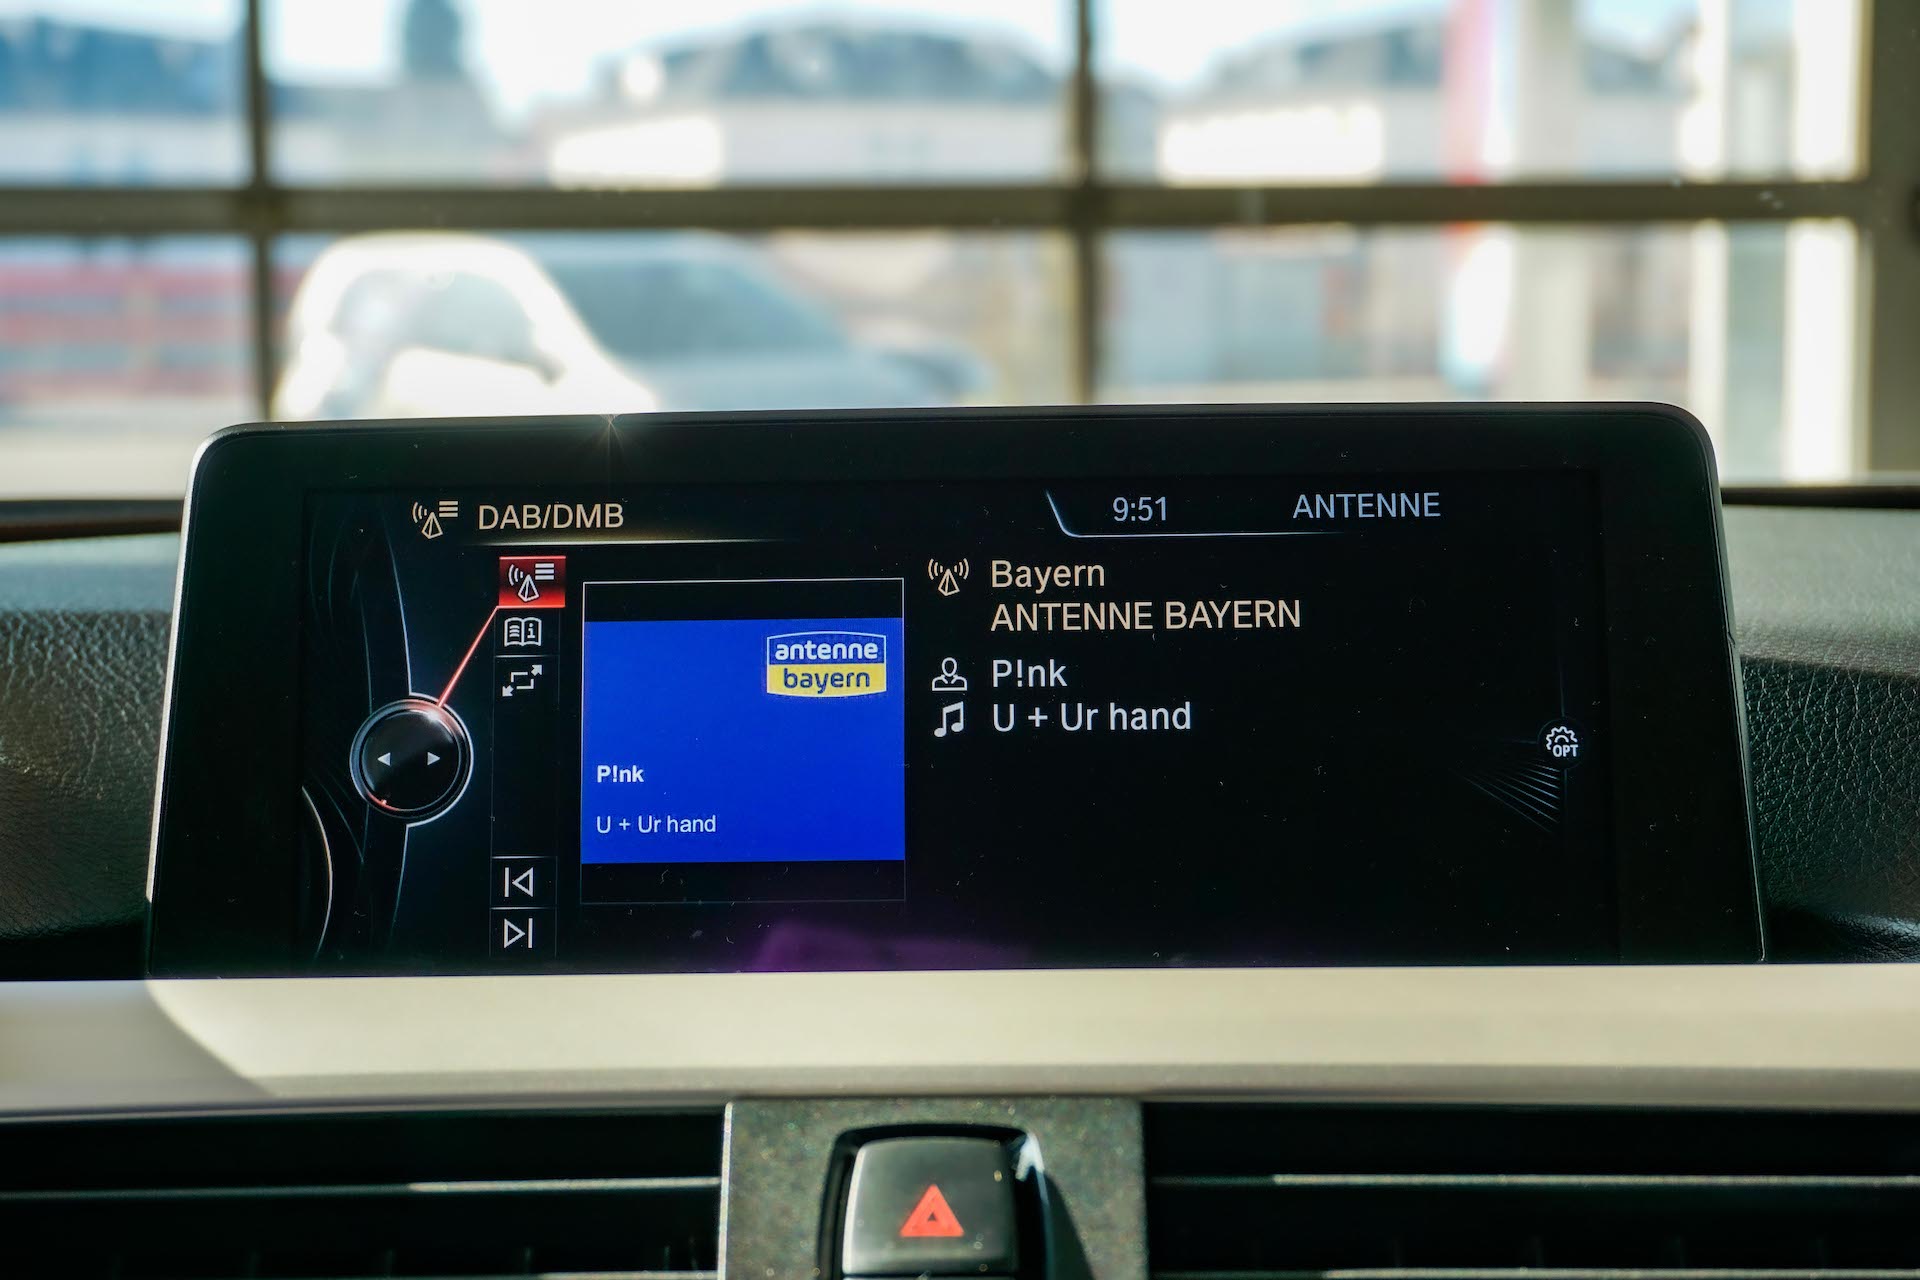 DAB/DMB
9:51
ANTENNE
antenne
bayern
P!nk
U + Ur hand
Bayern
ANTENNE BAYERN
P!nk
U + Ur hand
OPT